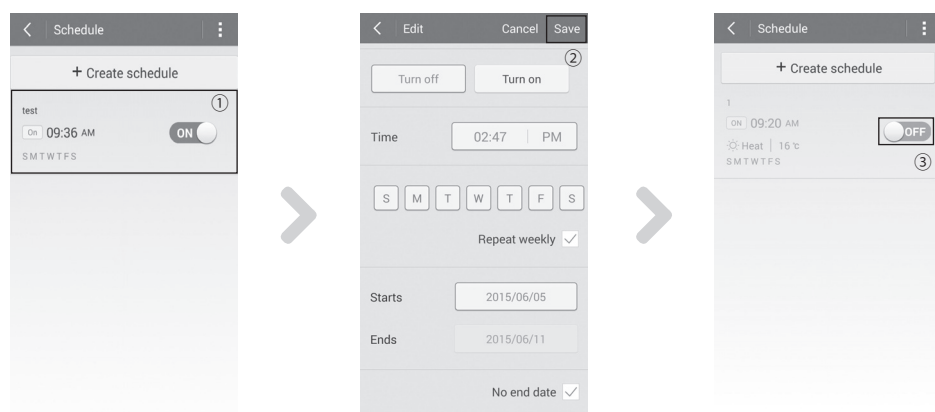 Schedule
+ Create schedule
①
test
On 09:36 AM ON
SMTWTFS
Edit Cancel Save
②
Turn off Turn on
Time 02:47 PM
S M T W T F S
Repeat weekly
Starts 2015/06/05
Ends 2015/06/11
No end date
Schedule
+ Create schedule
1
ON 09:20 AM OFF
Heat | 16 ℃
SMTWTFS
③